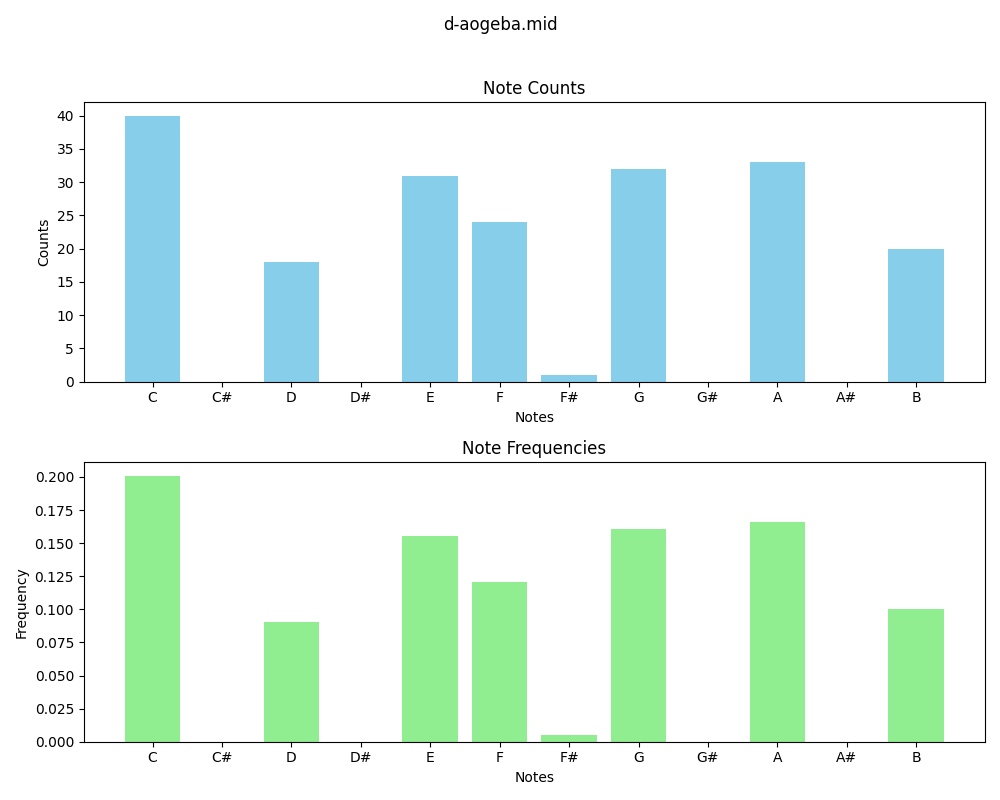 d-aogeba.mid
Note Counts
40
35
30
25
20
15
10
5
0
Counts
C C# D D# E F F# G G# A A# B
Notes
Note Frequencies
0.200
0.175
0.150
0.125
0.100
0.075
0.050
0.025
0.000
Frequency
C C# D D# E F F# G G# A A# B
Notes